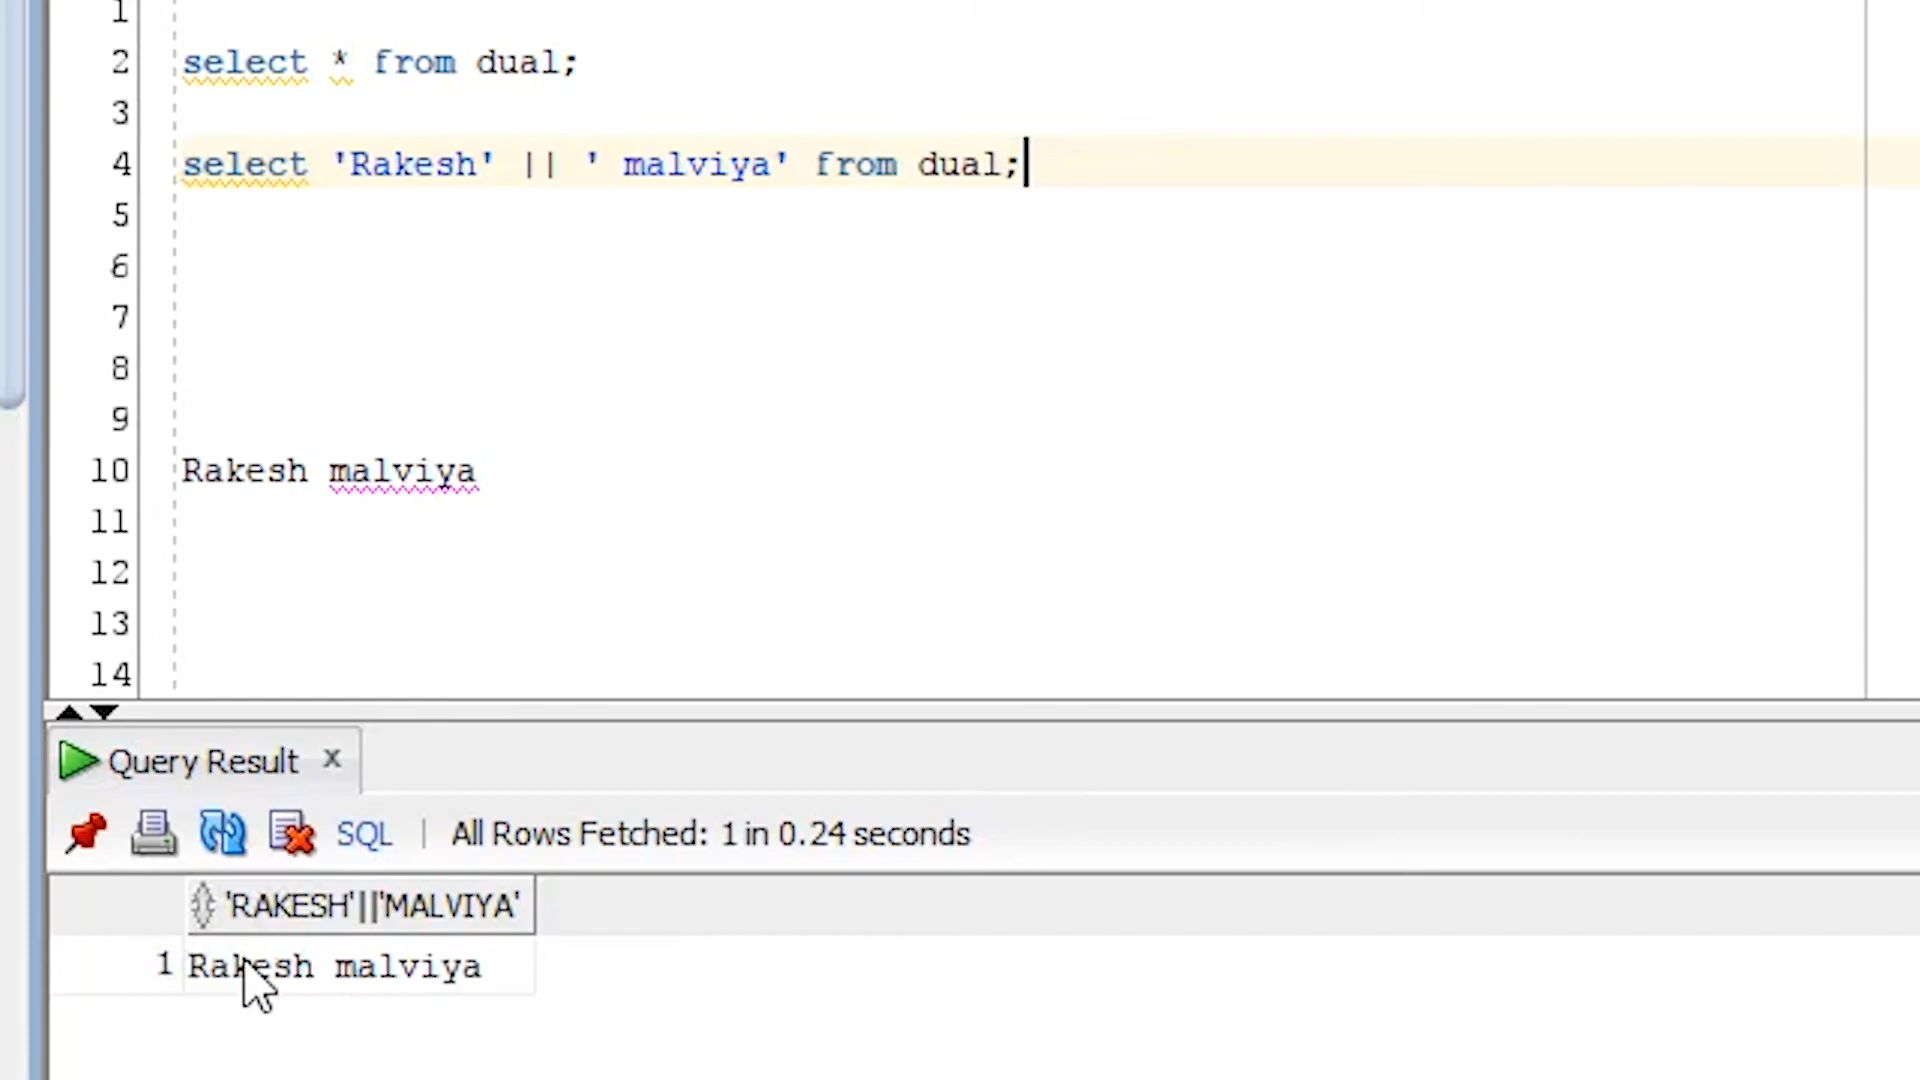 1
2 select * from dual;
3
4 select 'Rakesh' || ' malviya' from dual;
5
6
7
8
9
10 Rakesh malviya
11
12
13
14
Query Result x
SQL | All Rows Fetched: 1 in 0.24 seconds
'RAKESH'||'MALVIYA'
1 Rakesh malviya